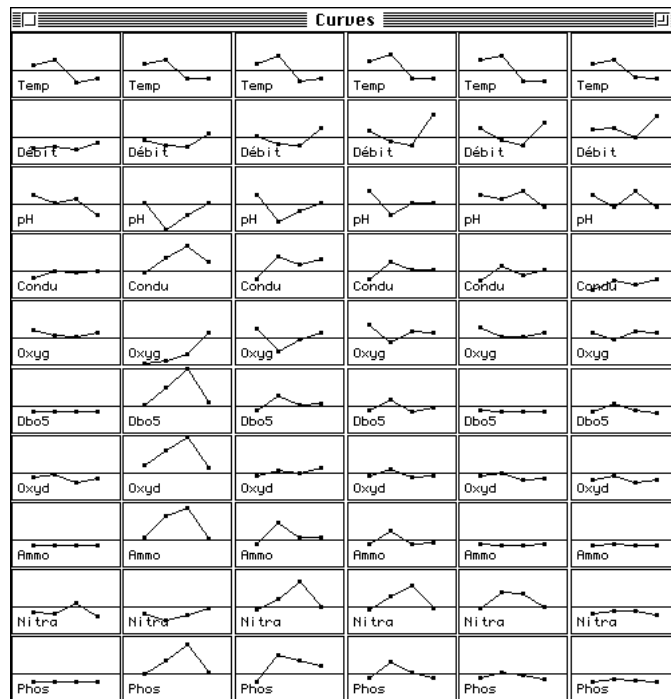 Curves
Temp Temp Temp Temp Temp Temp
Débit Débit Débit Débit Débit Débit
pH pH pH pH pH pH
Condu Condu Condu Condu Condu Condu
Oxyg Oxyg Oxyg Oxyg Oxyg Oxyg
Dbo5 Dbo5 Dbo5 Dbo5 Dbo5 Dbo5
Oxyd Oxyd Oxyd Oxyd Oxyd Oxyd
Ammo Ammo Ammo Ammo Ammo Ammo
Nitra Nitra Nitra Nitra Nitra Nitra
Phos Phos Phos Phos Phos Phos